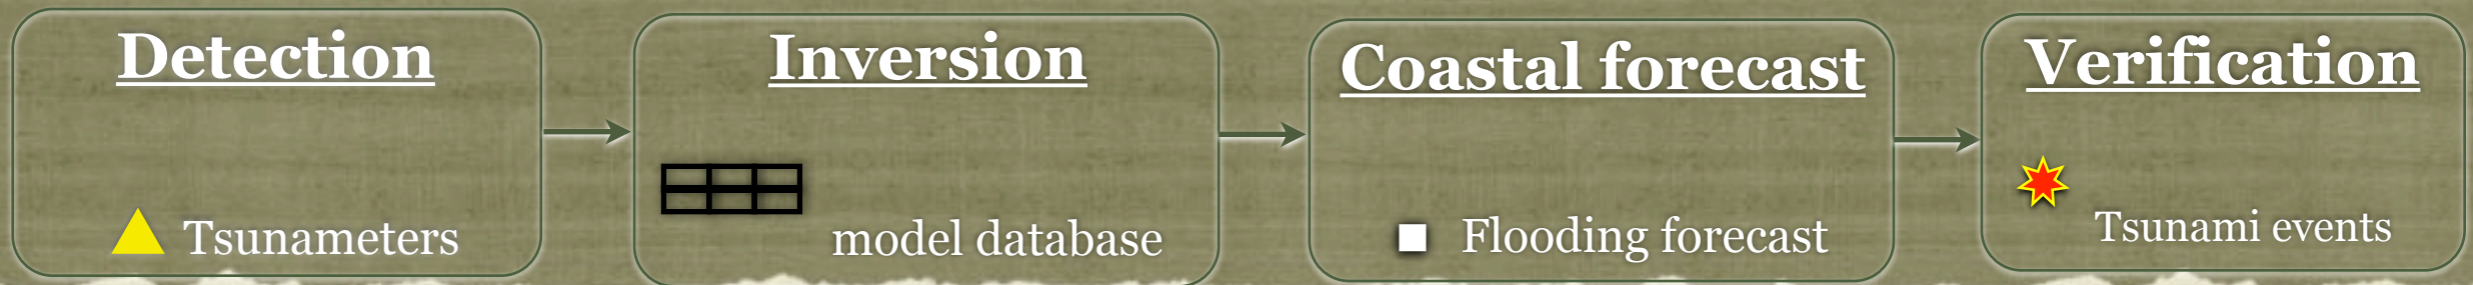 Detection
Tsunameters
Inversion
model database
Coastal forecast
Flooding forecast
Verification
Tsunami events